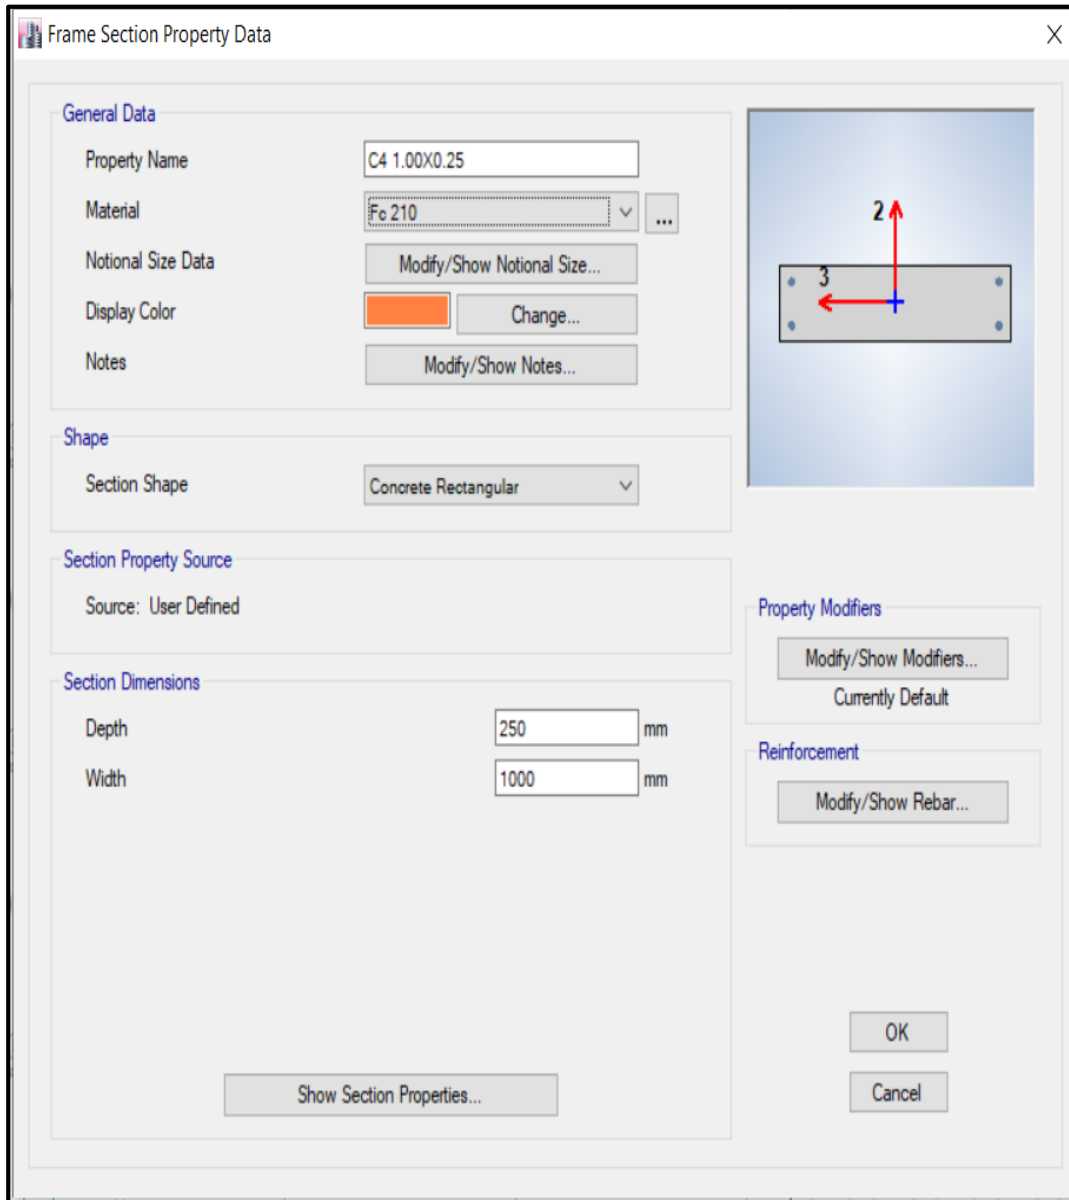 Frame Section Property Data
General Data
Property Name C4 1.00X0.25
Material Fc 210 ...
Notional Size Data Modify/Show Notional Size...
Display Color Change...
Notes Modify/Show Notes...
2
3
Shape
Section Shape Concrete Rectangular
Section Property Source
Source: User Defined
Property Modifiers
Modify/Show Modifiers...
Currently Default
Section Dimensions
Depth 250 mm
Width 1000 mm
Reinforcement
Modify/Show Rebar...
Show Section Properties...
OK
Cancel